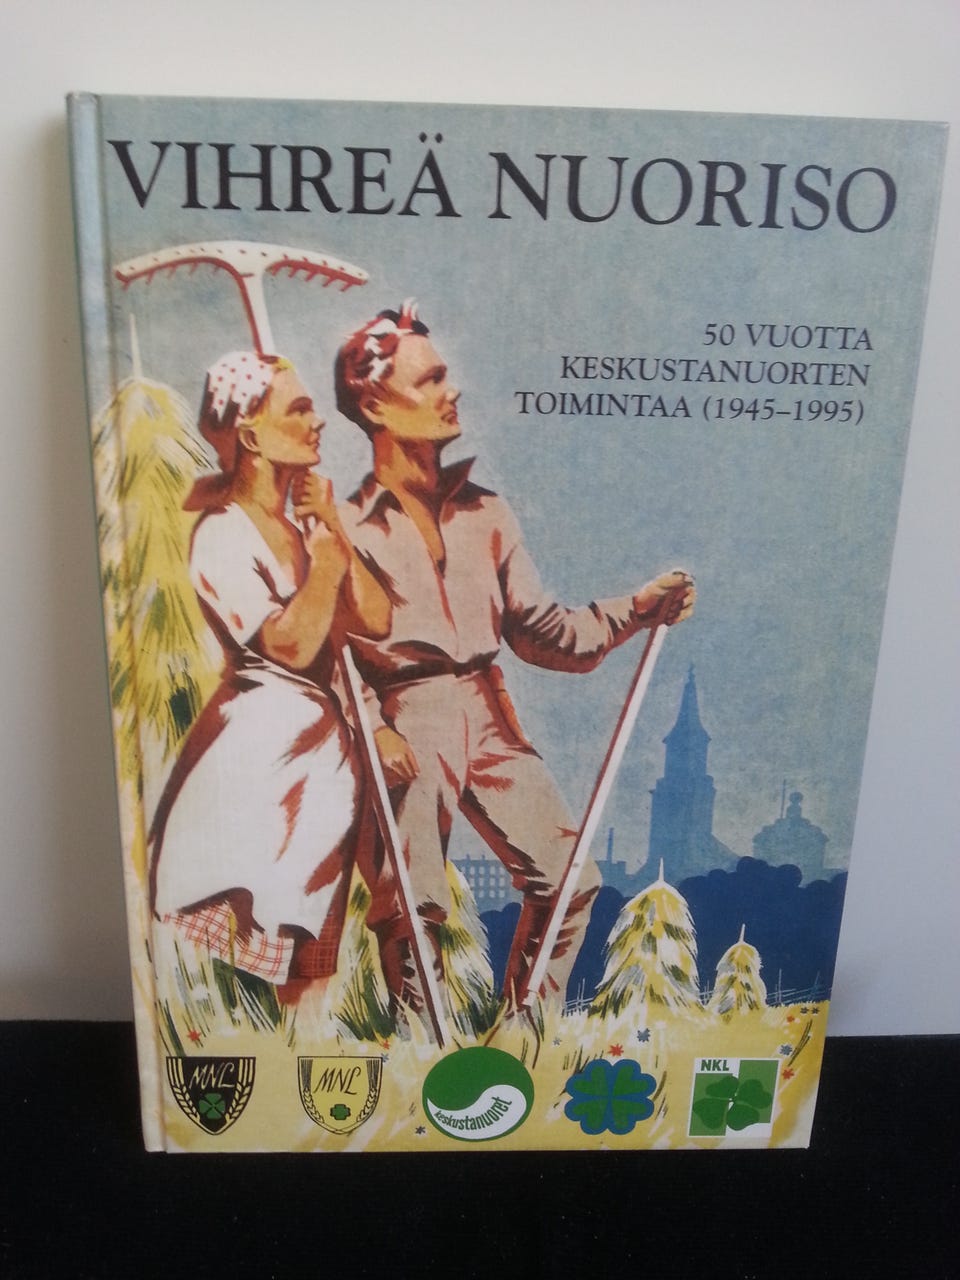 VIHREÄ NUORISO
50 VUOTTA
KESKUSTANUORTEN
TOIMINTAA (1945–1995)
MNL
MNL
keskustanuoret
NKL